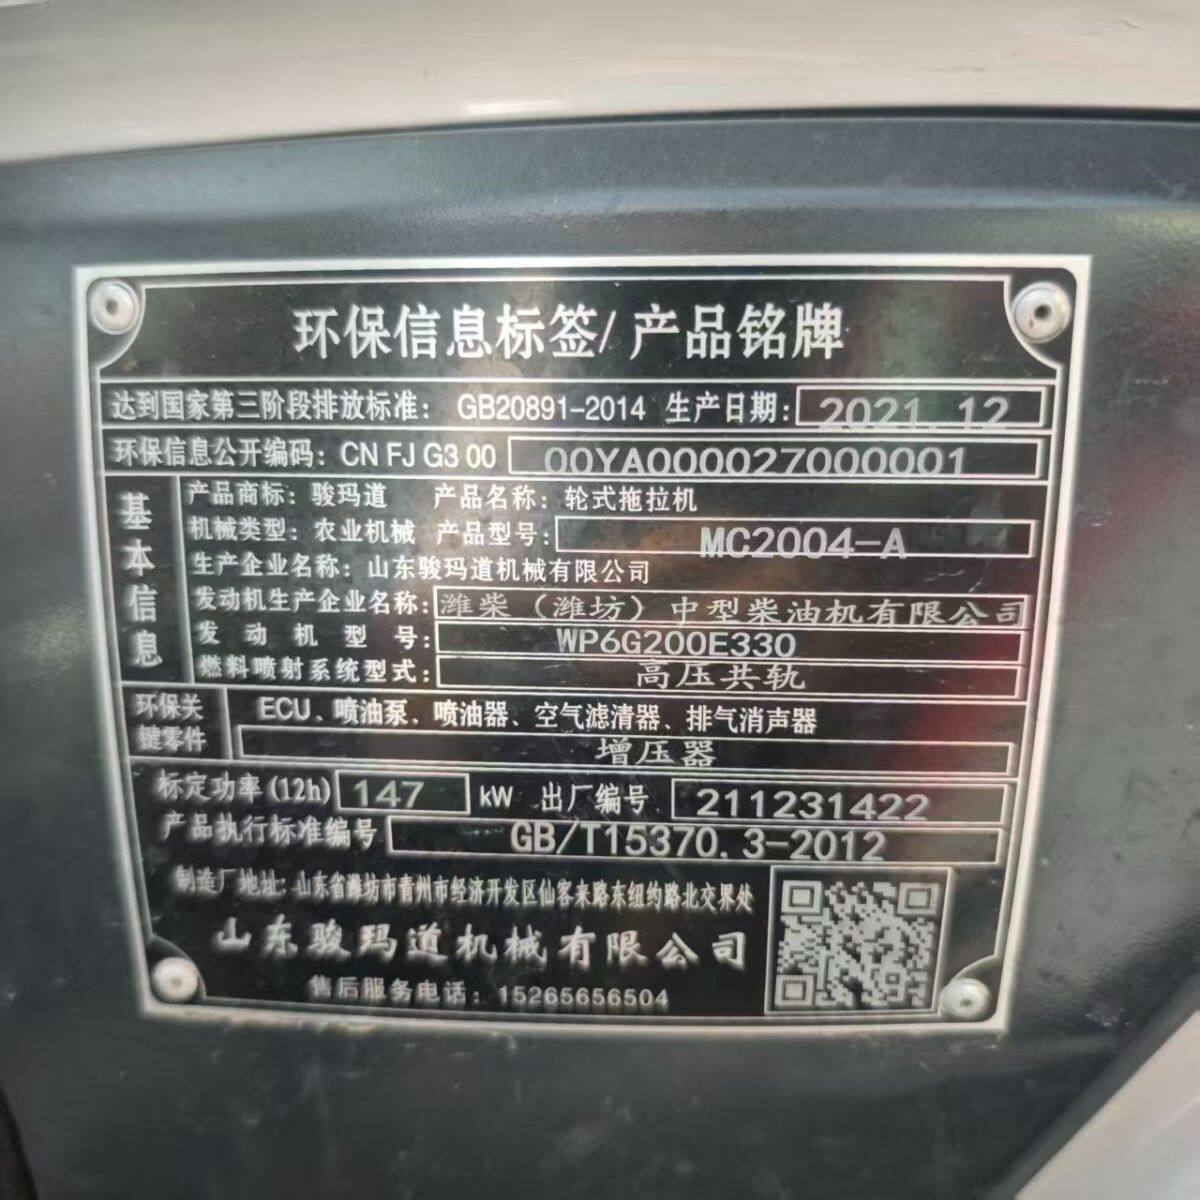 环保信息标签/产品铭牌
达到国家第三阶段排放标准: GB20891-2014 生产日期: 2021.12
环保信息公开编码: CN FJ G3 00 00YA000027000001
基本信息
产品商标: 骏玛道 产品名称: 轮式拖拉机
机械类型: 农业机械 产品型号: MC2004-A
生产企业名称: 山东骏玛道机械有限公司
发动机生产企业名称: 潍柴（潍坊）中型柴油机有限公司
发动机型号: WP6G200E330
燃料喷射系统型式: 高压共轨
环保关键零件
ECU、喷油泵、喷油器、空气滤清器、排气消声器
增压器
标定功率(12h) 147 kW 出厂编号 211231422
产品执行标准编号 GB/T15370.3-2012
制造厂地址: 山东省潍坊市青州市经济开发区仙客来路东纽约路北交界处
山东骏玛道机械有限公司
售后服务电话: 15265656504